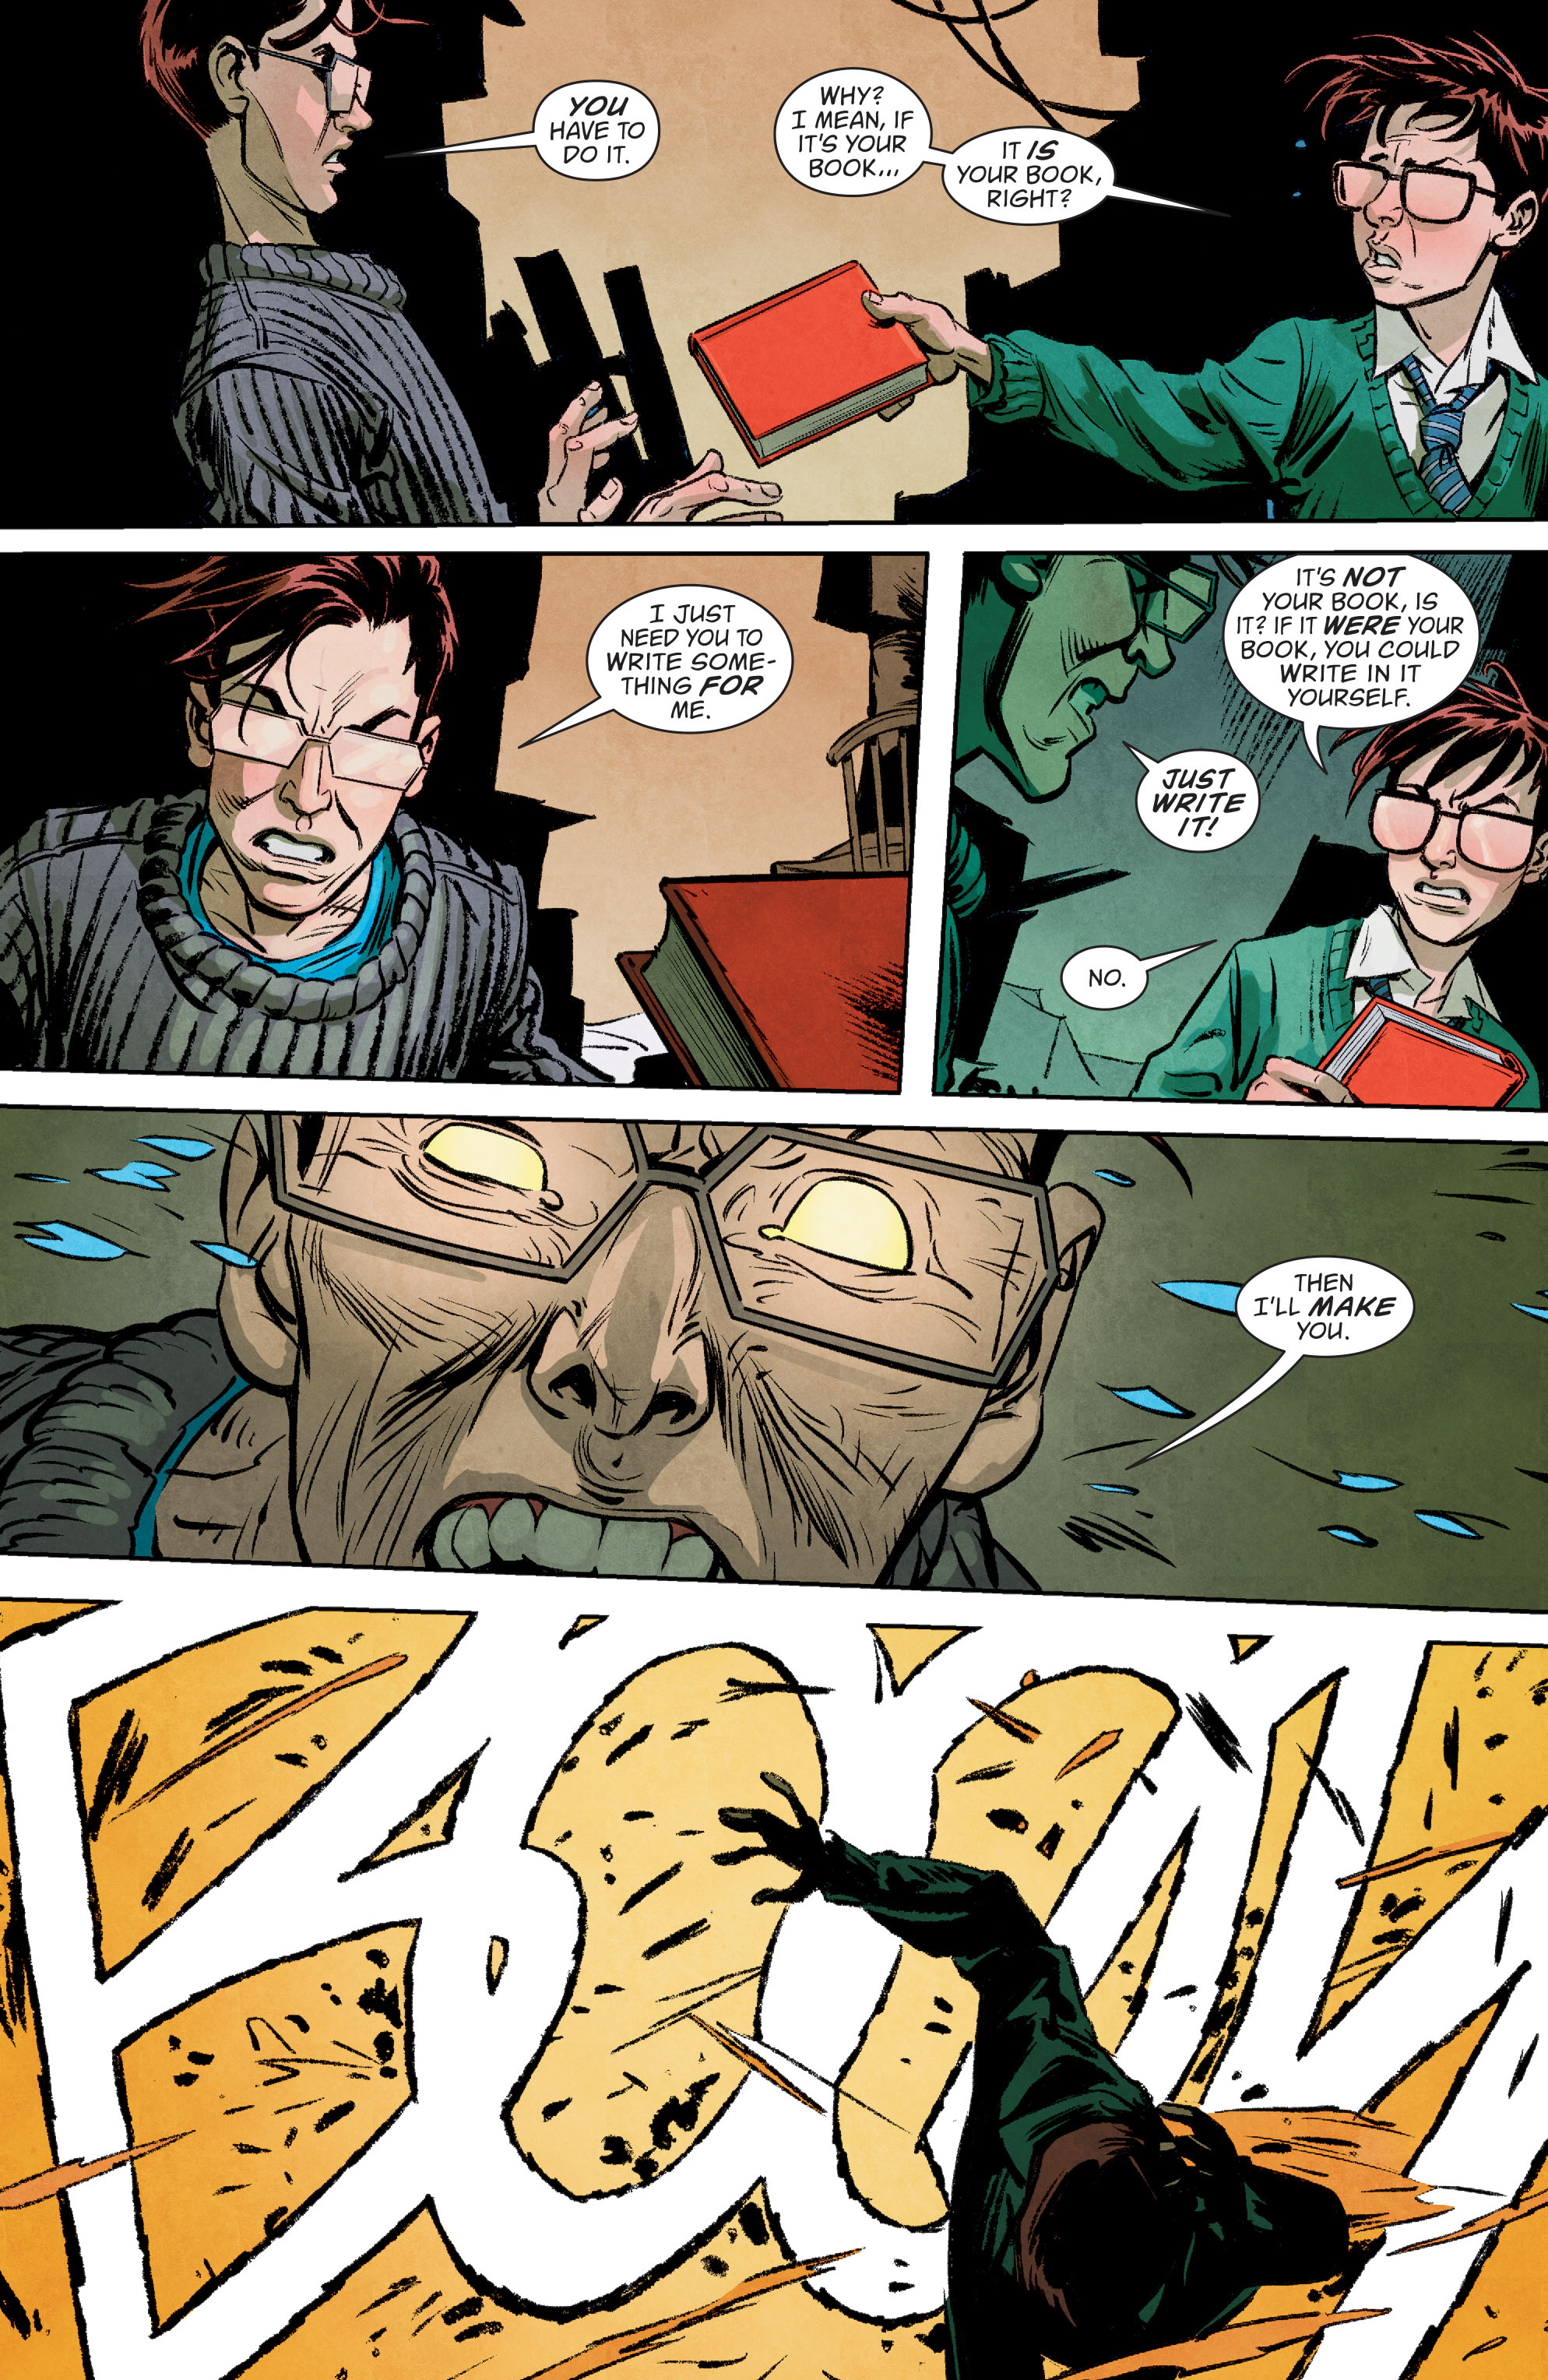 YOU
HAVE TO
DO IT.
WHY?
I MEAN, IF
IT'S YOUR
BOOK...
IT IS
YOUR BOOK,
RIGHT?
I JUST
NEED YOU TO
WRITE SOME-
THING FOR
ME.
IT'S NOT
YOUR BOOK, IS
IT? IF IT WERE YOUR
BOOK, YOU COULD
WRITE IN IT
YOURSELF.
JUST
WRITE
IT!
NO.
THEN
I'LL MAKE
YOU.